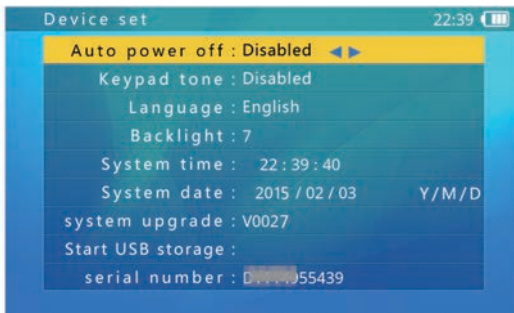 Device set 22:39
Auto power off : Disabled
Keypad tone : Disabled
Language : English
Backlight : 7
System time : 22 : 39 : 40
System date : 2015 / 02 / 03 Y/M/D
system upgrade : V0027
Start USB storage :
serial number :